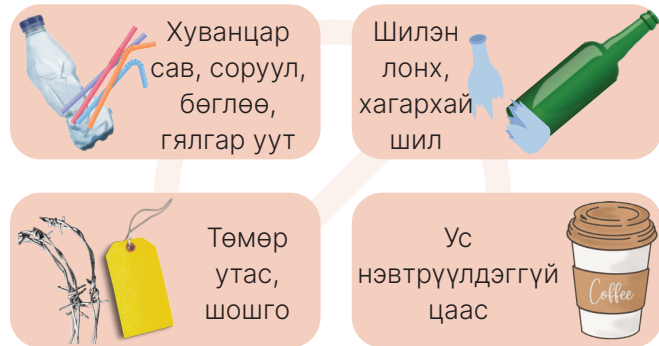 Хуванцар
сав, соруул,
бөглөө,
гялгар уут
Шилэн
лонх,
хагархай
шил
Төмөр
утас,
шошго
Ус
нэвтрүүлдэггүй
цаас
Coffee